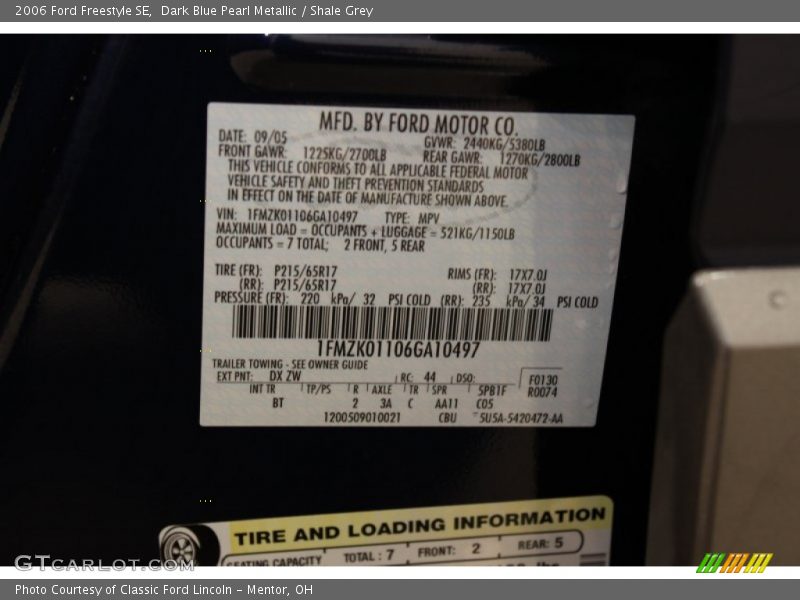 2006 Ford Freestyle SE, Dark Blue Pearl Metallic / Shale Grey
MFD. BY FORD MOTOR CO.
DATE: 09/05 GVWR: 2440KG/5380LB
FRONT GAWR: 1225KG/2700LB REAR GAWR: 1270KG/2800LB
THIS VEHICLE CONFORMS TO ALL APPLICABLE FEDERAL MOTOR
VEHICLE SAFETY AND THEFT PREVENTION STANDARDS
IN EFFECT ON THE DATE OF MANUFACTURE SHOWN ABOVE.
VIN: 1FMZK01106GA10497 TYPE: MPV
MAXIMUM LOAD = OCCUPANTS + LUGGAGE = 521KG/1150LB
OCCUPANTS = 7 TOTAL; 2 FRONT, 5 REAR
TIRE (FR): P215/65R17 RIMS (FR): 17X7.0J
(RR): P215/65R17 (RR): 17X7.0J
PRESSURE (FR): 220 kPa/ 32 PSI COLD (RR): 235 kPa/ 34 PSI COLD
1FMZK01106GA10497
TRAILER TOWING - SEE OWNER GUIDE
EXT PNT: DX ZW RC: 44 DSO: F0130
INT TR TP/PS R AXLE TR SPR SPB1F R0074
BT 2 3A C AA11 C05
1200509010021 CBU 5U5A-5420472-AA
TIRE AND LOADING INFORMATION
SEATING CAPACITY TOTAL: 7 FRONT: 2 REAR: 5
GTcarlot.com
Photo Courtesy of Classic Ford Lincoln - Mentor, OH